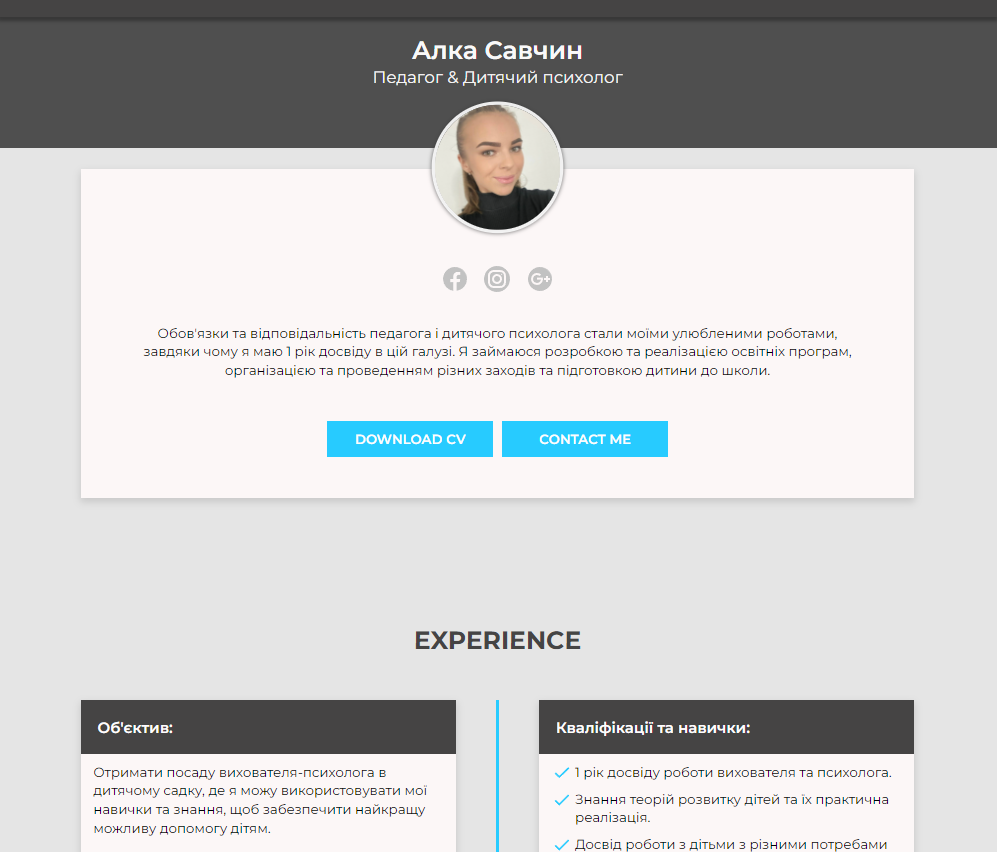 Алка Савчин
Педагог & Дитячий психолог
Обов'язки та відповідальність педагога і дитячого психолога стали моїми улюбленими роботами,
завдяки чому я маю 1 рік досвіду в цій галузі. Я займаюся розробкою та реалізацією освітніх програм,
організацією та проведенням різних заходів та підготовкою дитини до школи.
DOWNLOAD CV
CONTACT ME
EXPERIENCE
Об'єктив:
Отримати посаду вихователя-психолога в
дитячому садку, де я можу використовувати мої
навички та знання, щоб забезпечити найкращу
можливу допомогу дітям.
Кваліфікації та навички:
1 рік досвіду роботи вихователя та психолога.
Знання теорій розвитку дітей та їх практична
реалізація.
Досвід роботи з дітьми з різними потребами